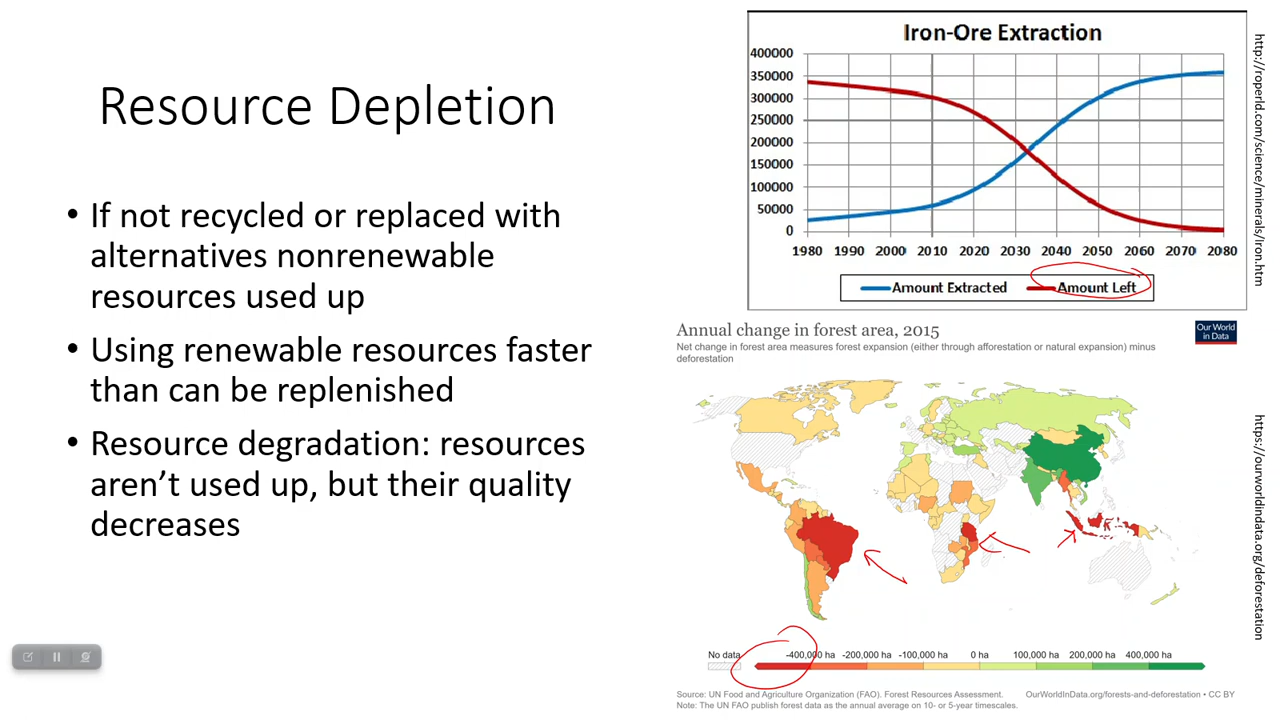 Resource Depletion
• If not recycled or replaced with
alternatives nonrenewable
resources used up
• Using renewable resources faster
than can be replenished
• Resource degradation: resources
aren't used up, but their quality
decreases
Iron-Ore Extraction
400000
350000
300000
250000
200000
150000
100000
50000
0
1980 1990 2000 2010 2020 2030 2040 2050 2060 2070 2080
Amount Extracted Amount Left
http://roperld.com/science/minerals/Iron.htm
Annual change in forest area, 2015
Our World
in Data
Net change in forest area measures forest expansion (either through afforestation or natural expansion) minus
deforestation
No data -400,000 ha -200,000 ha -100,000 ha 0 ha 100,000 ha 200,000 ha 400,000 ha
Source: UN Food and Agriculture Organization (FAO). Forest Resources Assessment. OurWorldInData.org/forests-and-deforestation • CC BY
Note: The UN FAO publish forest data as the annual average on 10- or 5-year timescales.
https://ourworldindata.org/deforestation